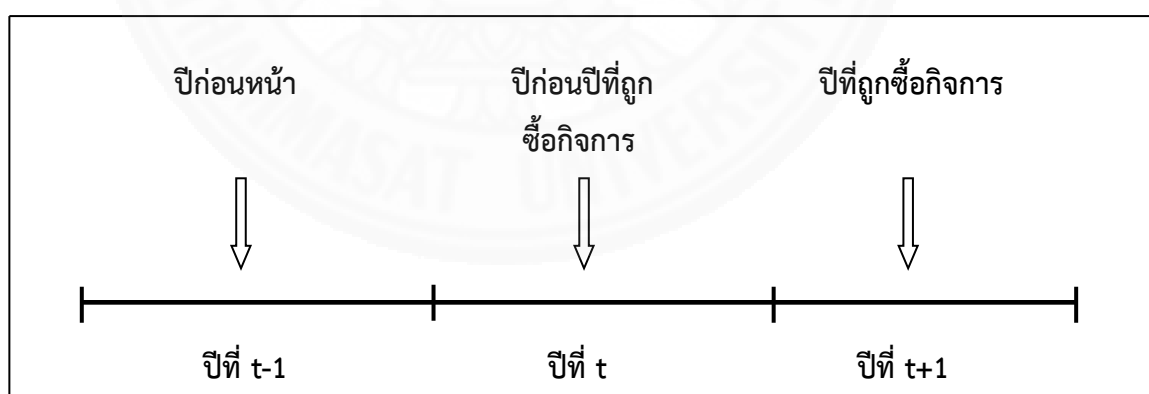 ปีก่อนหน้า
ปีก่อนปีที่ถูก
ซื้อกิจการ
ปีที่ถูกซื้อกิจการ
ปีที่ t-1
ปีที่ t
ปีที่ t+1